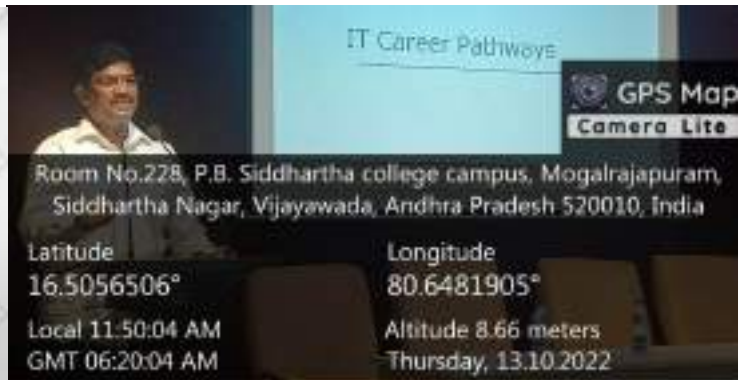 IT Career Pathways
GPS Map
Camera Lite
Room No.228, P.B. Siddhartha college campus, Mogalrajapuram,
Siddhartha Nagar, Vijayawada, Andhra Pradesh 520010, India
Latitude
16.5056506°
Longitude
80.6481905°
Local 11:50:04 AM
GMT 06:20:04 AM
Altitude 8.66 meters
Thursday, 13.10.2022